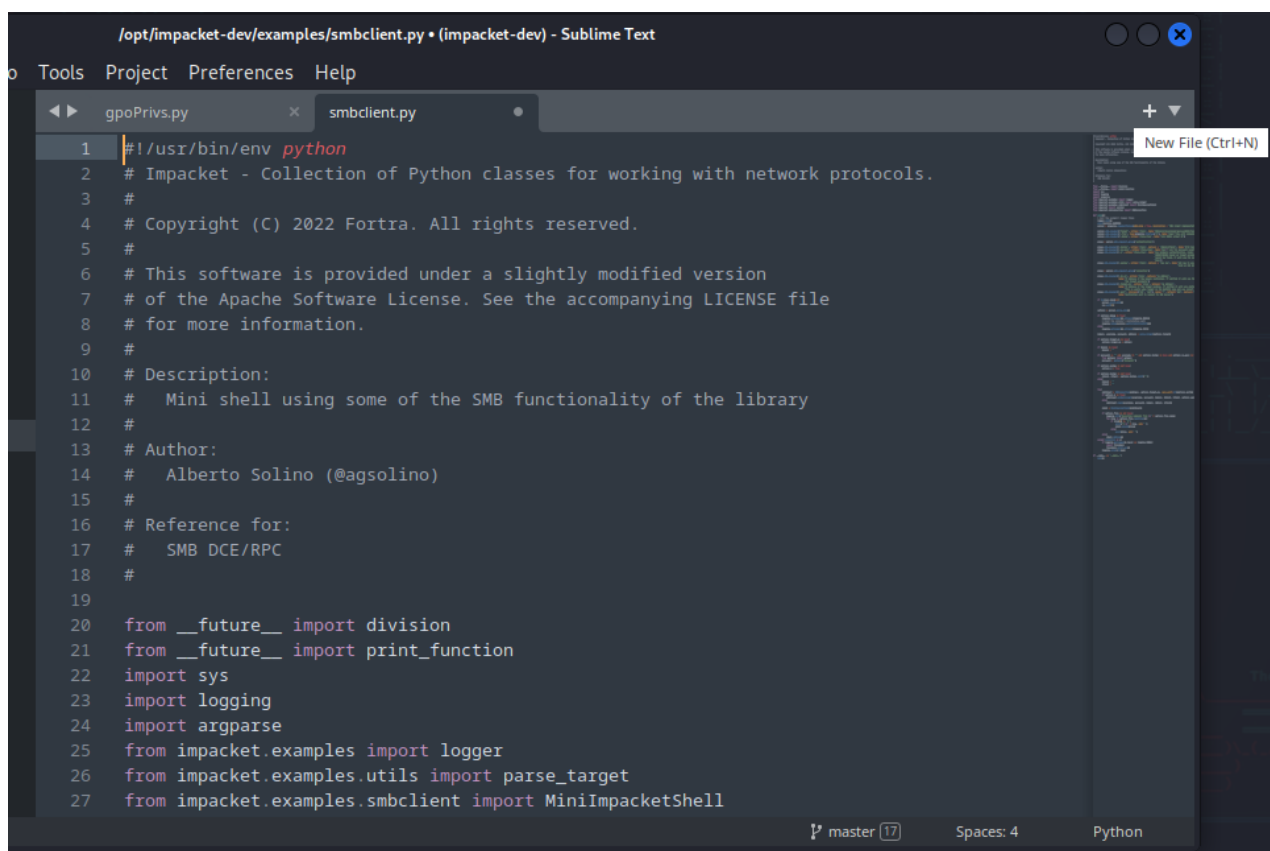 /opt/impacket-dev/examples/smbclient.py • (impacket-dev) - Sublime Text
o Tools Project Preferences Help
gpoPrivs.py × smbclient.py
New File (Ctrl+N)
1 #!/usr/bin/env python
2 # Impacket - Collection of Python classes for working with network protocols.
3 #
4 # Copyright (C) 2022 Fortra. All rights reserved.
5 #
6 # This software is provided under a slightly modified version
7 # of the Apache Software License. See the accompanying LICENSE file
8 # for more information.
9 #
10 # Description:
11 #   Mini shell using some of the SMB functionality of the library
12 #
13 # Author:
14 #   Alberto Solino (@agsolino)
15 #
16 # Reference for:
17 #   SMB DCE/RPC
18 #
19
20 from __future__ import division
21 from __future__ import print_function
22 import sys
23 import logging
24 import argparse
25 from impacket.examples import logger
26 from impacket.examples.utils import parse_target
27 from impacket.examples.smbclient import MiniImpacketShell
master 17 Spaces: 4 Python